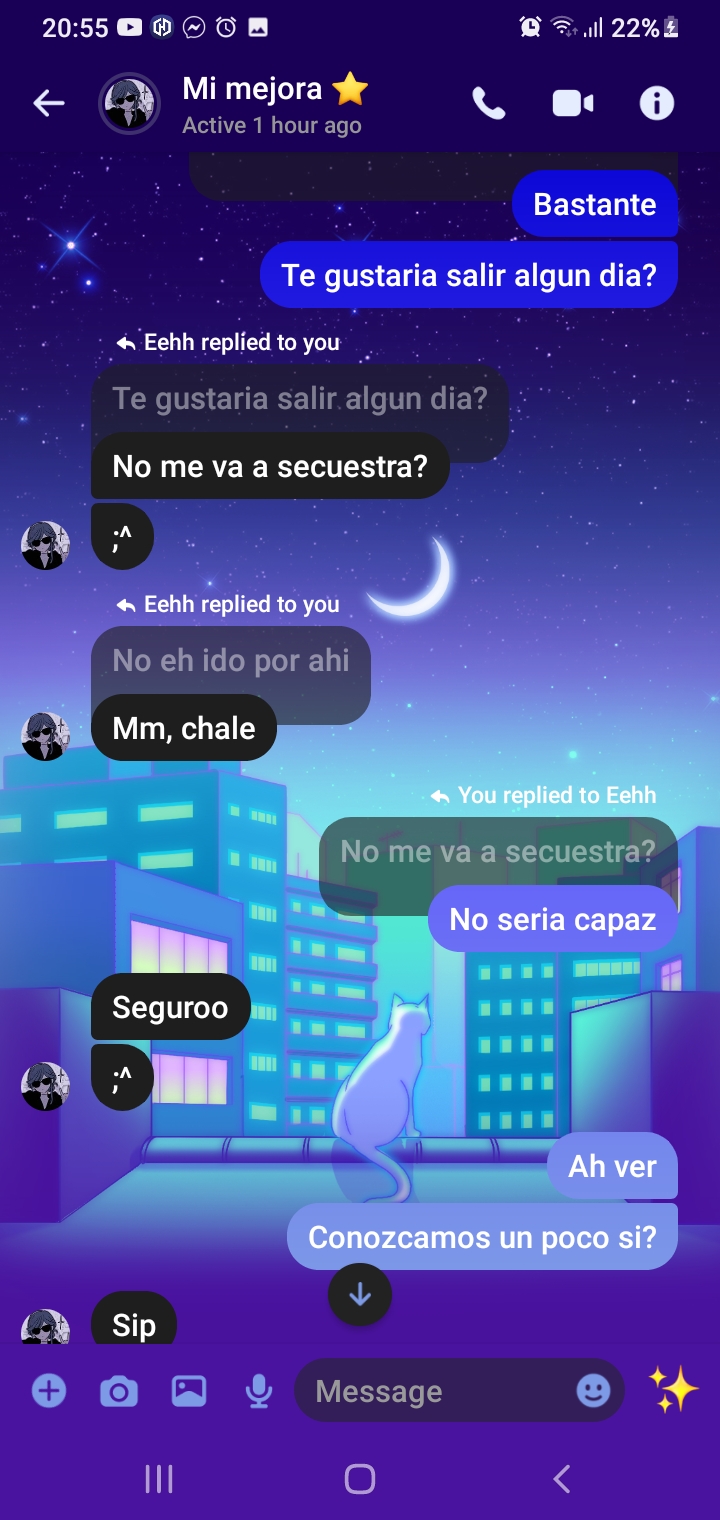 20:55
22%
Mi mejora ⭐
Active 1 hour ago
Bastante
Te gustaria salir algun dia?
Eehh replied to you
Te gustaria salir algun dia?
No me va a secuestra?
;^
Eehh replied to you
No eh ido por ahi
Mm, chale
You replied to Eehh
No me va a secuestra?
No seria capaz
Seguroo
;^
Ah ver
Conozcamos un poco si?
Sip
Message